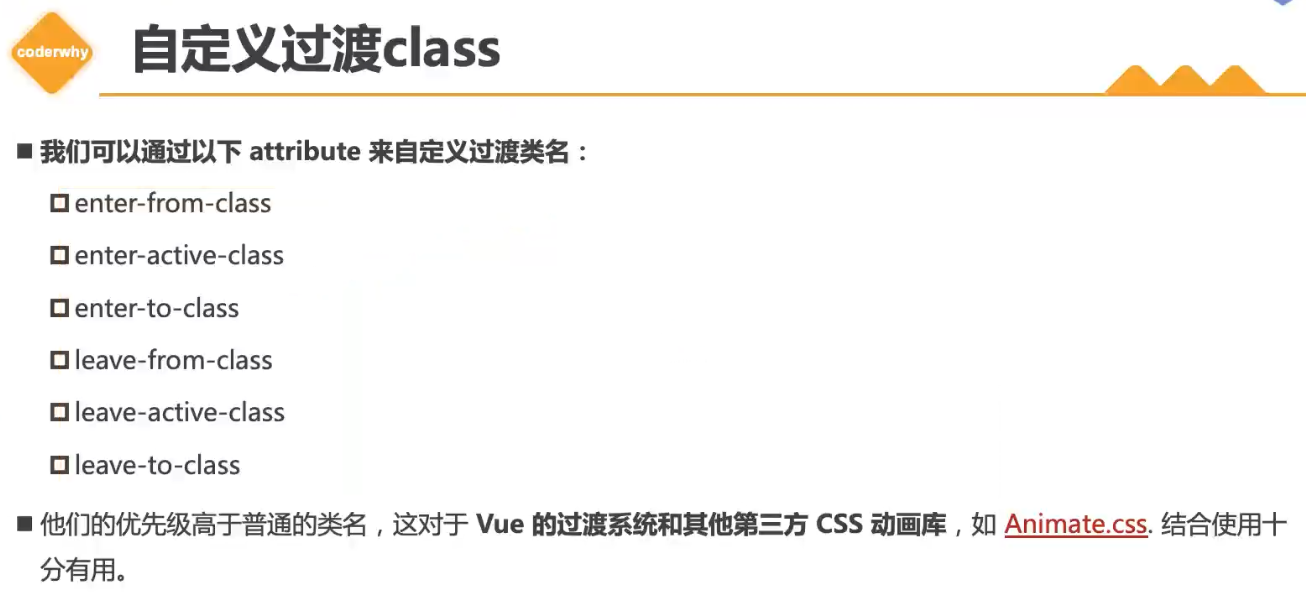 coderwhy
自定义过渡class
我们可以通过以下 attribute 来自定义过渡类名：
enter-from-class
enter-active-class
enter-to-class
leave-from-class
leave-active-class
leave-to-class
他们的优先级高于普通的类名，这对于 Vue 的过渡系统和其他第三方 CSS 动画库，如 Animate.css. 结合使用十
分有用。